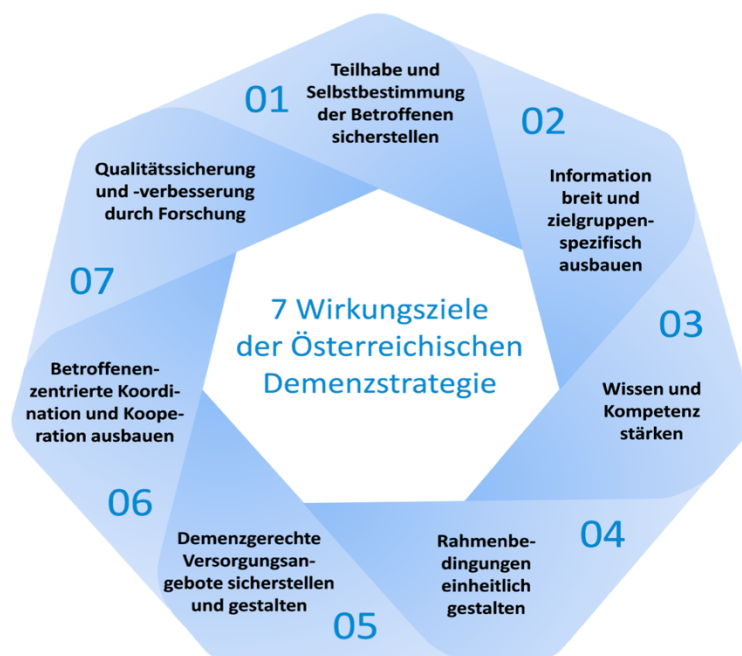 7 Wirkungsziele
der Österreichischen
Demenzstrategie
01
Teilhabe und
Selbstbestimmung
der Betroffenen
sicherstellen
02
Information
breit und
zielgruppen-
spezifisch
ausbauen
03
Wissen und
Kompetenz
stärken
04
Rahmenbe-
dingungen
einheitlich
gestalten
05
Demenzgerechte
Versorgungsan-
gebote sicherstellen
und gestalten
06
Betroffenen-
zentrierte Koordi-
nation und Koope-
ration ausbauen
07
Qualitätssicherung
und -verbesserung
durch Forschung